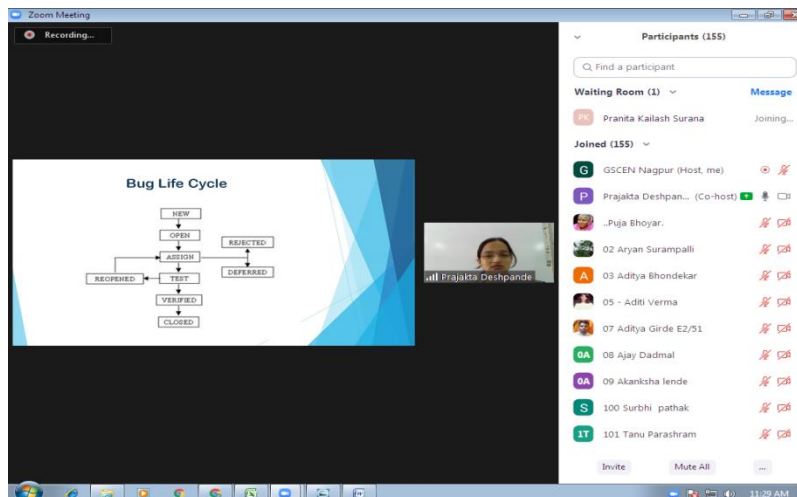 Zoom Meeting
Recording...
Bug Life Cycle
NEW
OPEN
ASSIGN
REJECTED
DEFERRED
REOPENED
TEST
VERIFIED
CLOSED
Prajakta Deshpande
Participants (155)
Find a participant
Waiting Room (1)
Message
PK
Pranita Kailash Surana
Joining...
Joined (155)
G
GSCEN Nagpur (Host, me)
P
Prajakta Deshpan... (Co-host)
..Puja Bhoyar.
02 Aryan Surampalli
A
03 Aditya Bhondekar
05 - Aditi Verma
07 Aditya Girde E2/51
0A
08 Ajay Dadmal
0A
09 Akanksha lende
S
100 Surbhi pathak
1T
101 Tanu Parashram
Invite
Mute All
...
11:29 AM